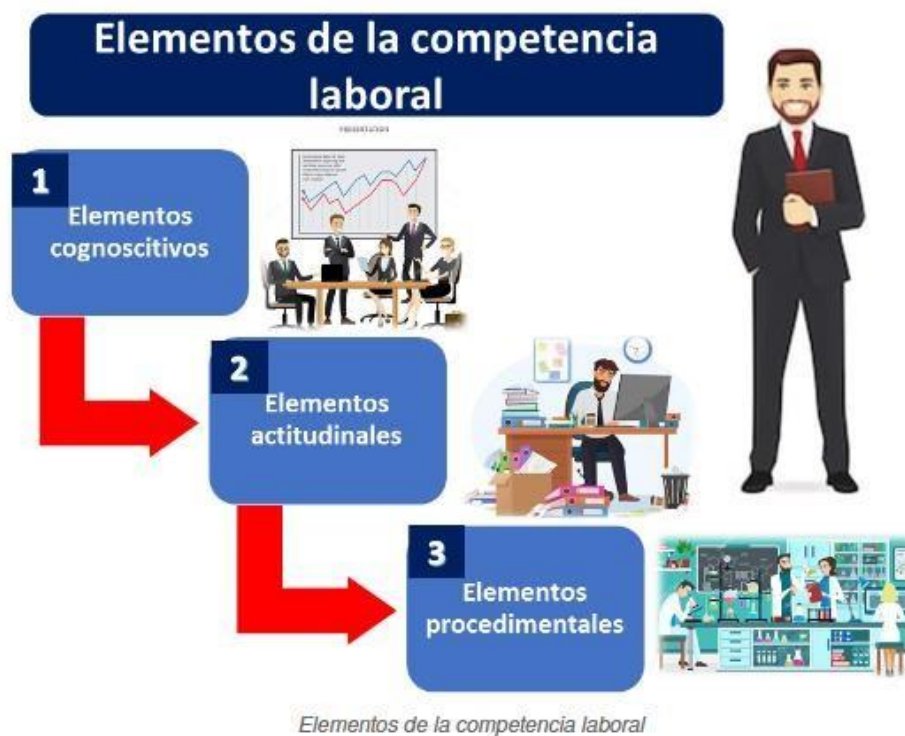 Elementos de la competencia
laboral
PRESENTACIÓN
1
Elementos
cognoscitivos
2
Elementos
actitudinales
3
Elementos
procedimentales
Elementos de la competencia laboral